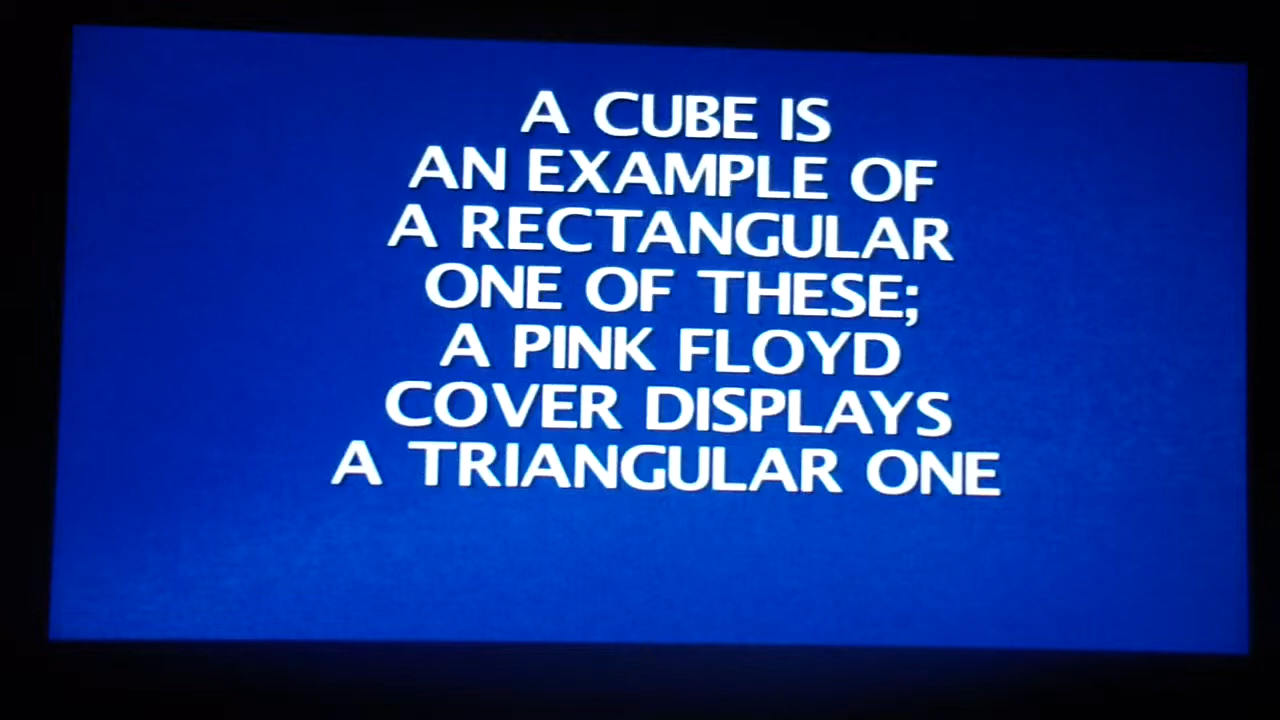 A CUBE IS
AN EXAMPLE OF
A RECTANGULAR
ONE OF THESE;
A PINK FLOYD
COVER DISPLAYS
A TRIANGULAR ONE